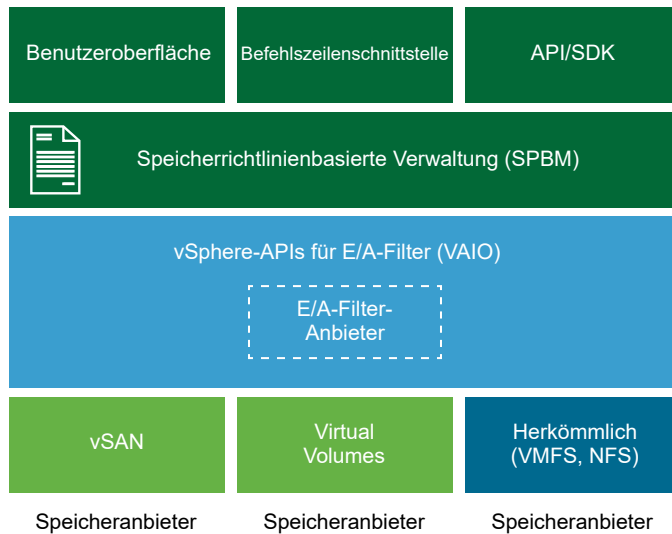 Benutzeroberfläche
Befehlszeilenschnittstelle
API/SDK
Speicherrichtlinienbasierte Verwaltung (SPBM)
vSphere-APIs für E/A-Filter (VAIO)
E/A-Filter-
Anbieter
vSAN
Virtual
Volumes
Herkömmlich
(VMFS, NFS)
Speicheranbieter
Speicheranbieter
Speicheranbieter